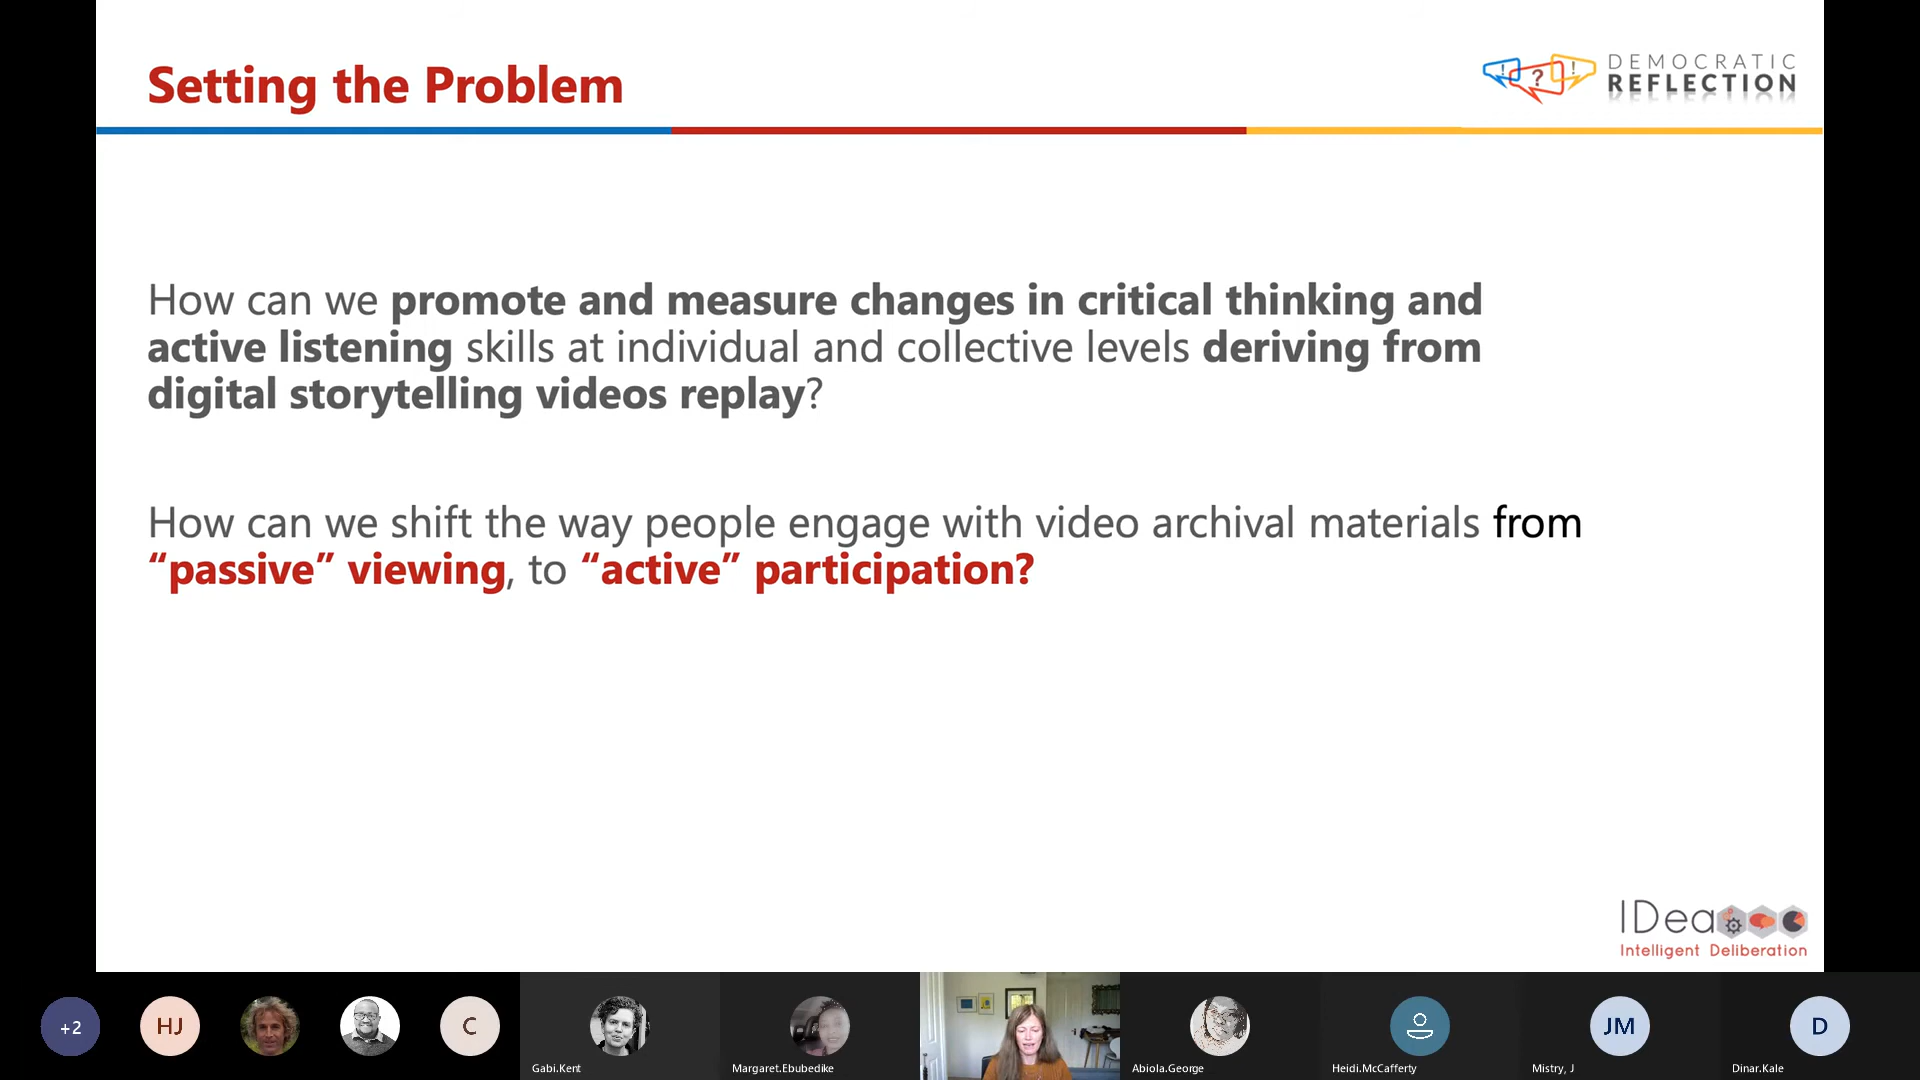 Setting the Problem
DEMOCRATIC
REFLECTION
How can we promote and measure changes in critical thinking and
active listening skills at individual and collective levels deriving from
digital storytelling videos replay?
How can we shift the way people engage with video archival materials from
“passive” viewing, to “active” participation?
IDea
Intelligent Deliberation
+2
HJ
C
JM
D
Gabi.Kent
Margaret.Ebubedike
Abiola.George
Heidi.McCafferty
Mistry, J
Dinar.Kale